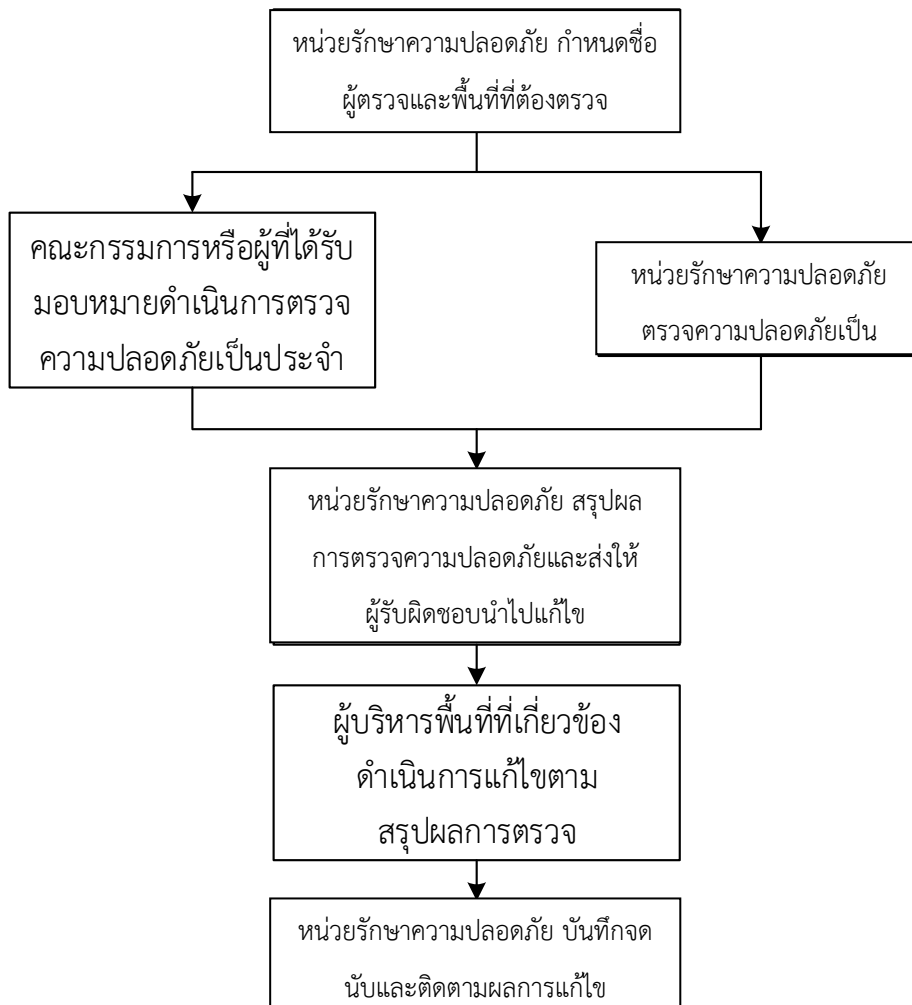 หน่วยรักษาความปลอดภัย กำหนดชื่อ
ผู้ตรวจและพื้นที่ที่ต้องตรวจ
คณะกรรมการหรือผู้ที่ได้รับ
มอบหมายดำเนินการตรวจ
ความปลอดภัยเป็นประจำ
หน่วยรักษาความปลอดภัย
ตรวจความปลอดภัยเป็น
หน่วยรักษาความปลอดภัย สรุปผล
การตรวจความปลอดภัยและส่งให้
ผู้รับผิดชอบนำไปแก้ไข
ผู้บริหารพื้นที่ที่เกี่ยวข้อง
ดำเนินการแก้ไขตาม
สรุปผลการตรวจ
หน่วยรักษาความปลอดภัย บันทึกจด
นับและติดตามผลการแก้ไข